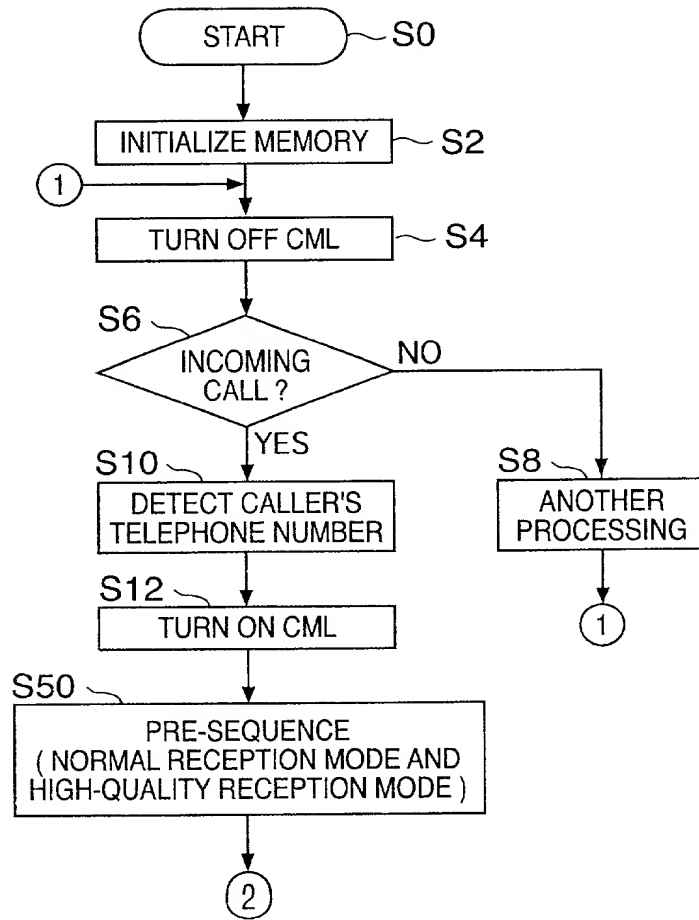 START
S0
INITIALIZE MEMORY
S2
1
TURN OFF CML
S4
S6
INCOMING
CALL ?
NO
YES
S10
DETECT CALLER'S
TELEPHONE NUMBER
S8
ANOTHER
PROCESSING
S12
TURN ON CML
1
S50
PRE-SEQUENCE
( NORMAL RECEPTION MODE AND
HIGH-QUALITY RECEPTION MODE )
2